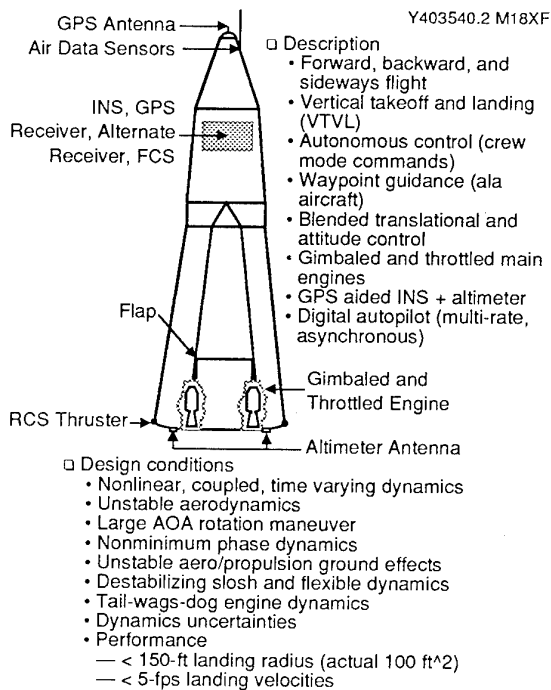 Y403540.2 M18XF
GPS Antenna
Air Data Sensors
INS, GPS
Receiver, Alternate
Receiver, FCS
Flap
RCS Thruster
❑ Description
• Forward, backward, and
sideways flight
• Vertical takeoff and landing
(VTVL)
• Autonomous control (crew
mode commands)
• Waypoint guidance (ala
aircraft)
• Blended translational and
attitude control
• Gimbaled and throttled main
engines
• GPS aided INS + altimeter
• Digital autopilot (multi-rate,
asynchronous)
Gimbaled and
Throttled Engine
Altimeter Antenna
❑ Design conditions
• Nonlinear, coupled, time varying dynamics
• Unstable aerodynamics
• Large AOA rotation maneuver
• Nonminimum phase dynamics
• Unstable aero/propulsion ground effects
• Destabilizing slosh and flexible dynamics
• Tail-wags-dog engine dynamics
• Dynamics uncertainties
• Performance
— < 150-ft landing radius (actual 100 ft^2)
— < 5-fps landing velocities